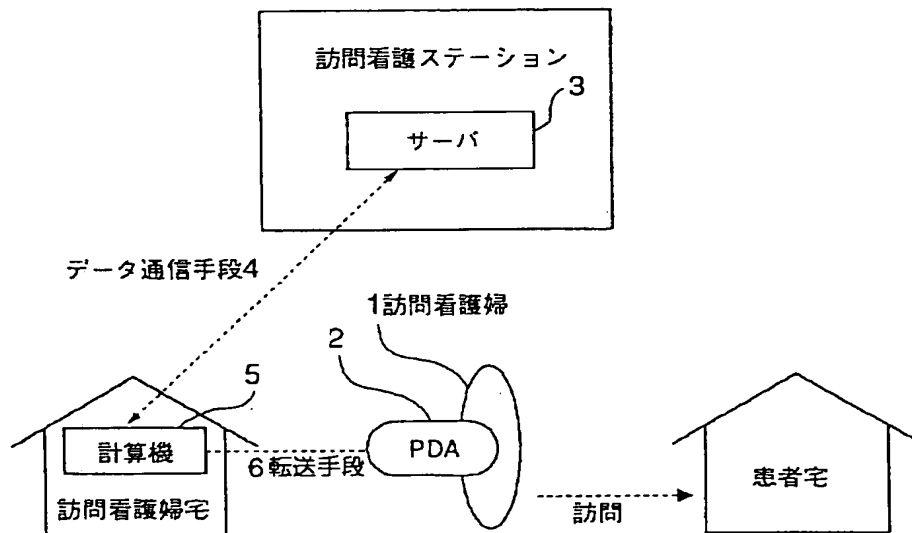 訪問看護ステーション
3
サーバ
データ通信手段4
1訪問看護婦
2
5
計算機
PDA
6転送手段
訪問看護婦宅
患者宅
訪問